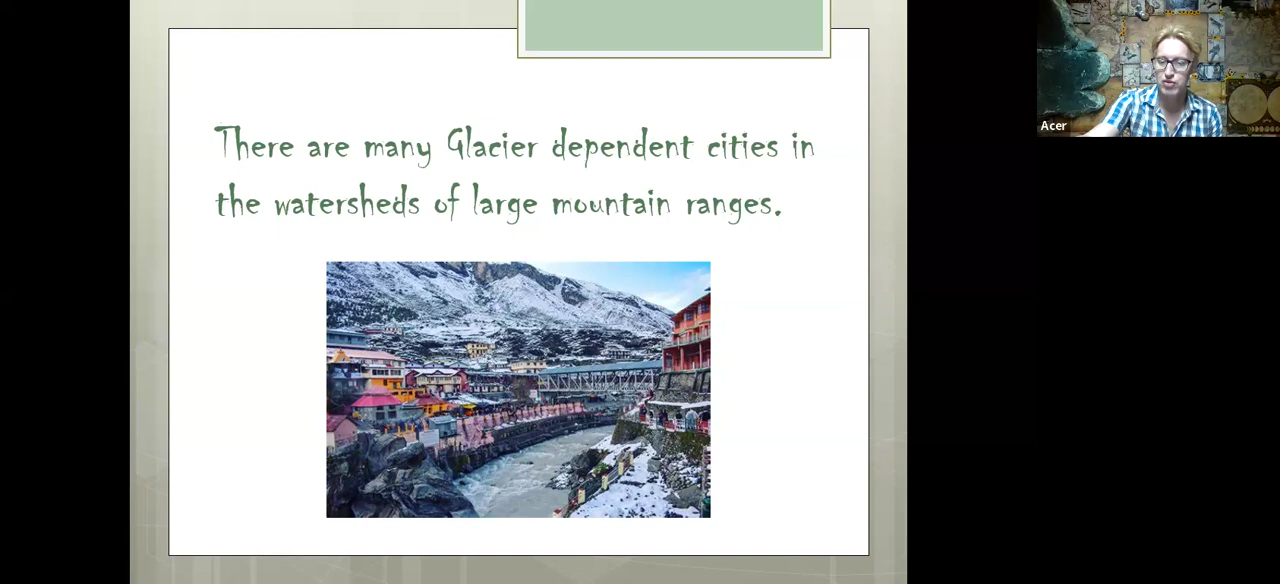 There are many Glacier dependent cities in
the watersheds of large mountain ranges.
Acer